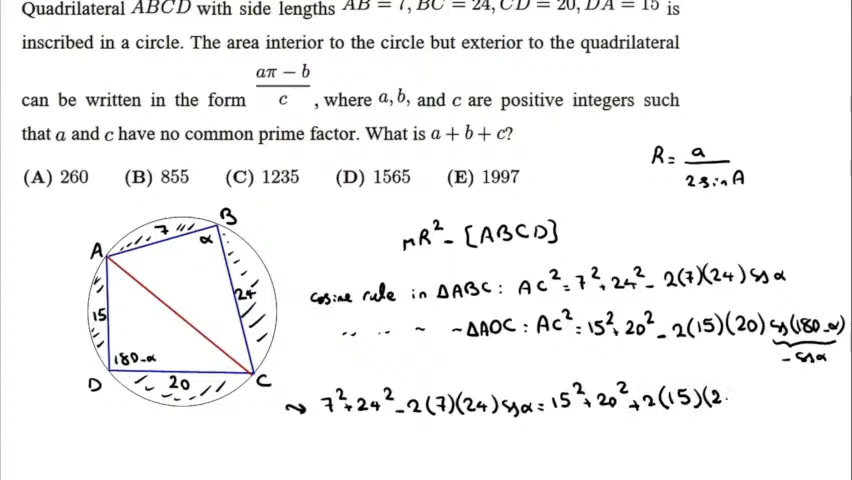 Quadrilateral ABCD with side lengths AB = 7, BC = 24, CD = 20, DA = 15 is
inscribed in a circle. The area interior to the circle but exterior to the quadrilateral
can be written in the form (aπ − b)/c, where a, b, and c are positive integers such
that a and c have no common prime factor. What is a + b + c?
(A) 260 (B) 855 (C) 1235 (D) 1565 (E) 1997
R = a/(2 sin A)
B
7
A
α
πR² - [ABCD]
24
cosine rule in ΔABC: AC² = 7² + 24² - 2(7)(24) cos α
15
.. .. ~ ~ ΔADC: AC² = 15² + 20² - 2(15)(20) cos(180-α)
-cos α
180-α
D
20
C
⇝ 7² + 24² - 2(7)(24) cos α = 15² + 20² + 2(15)(2